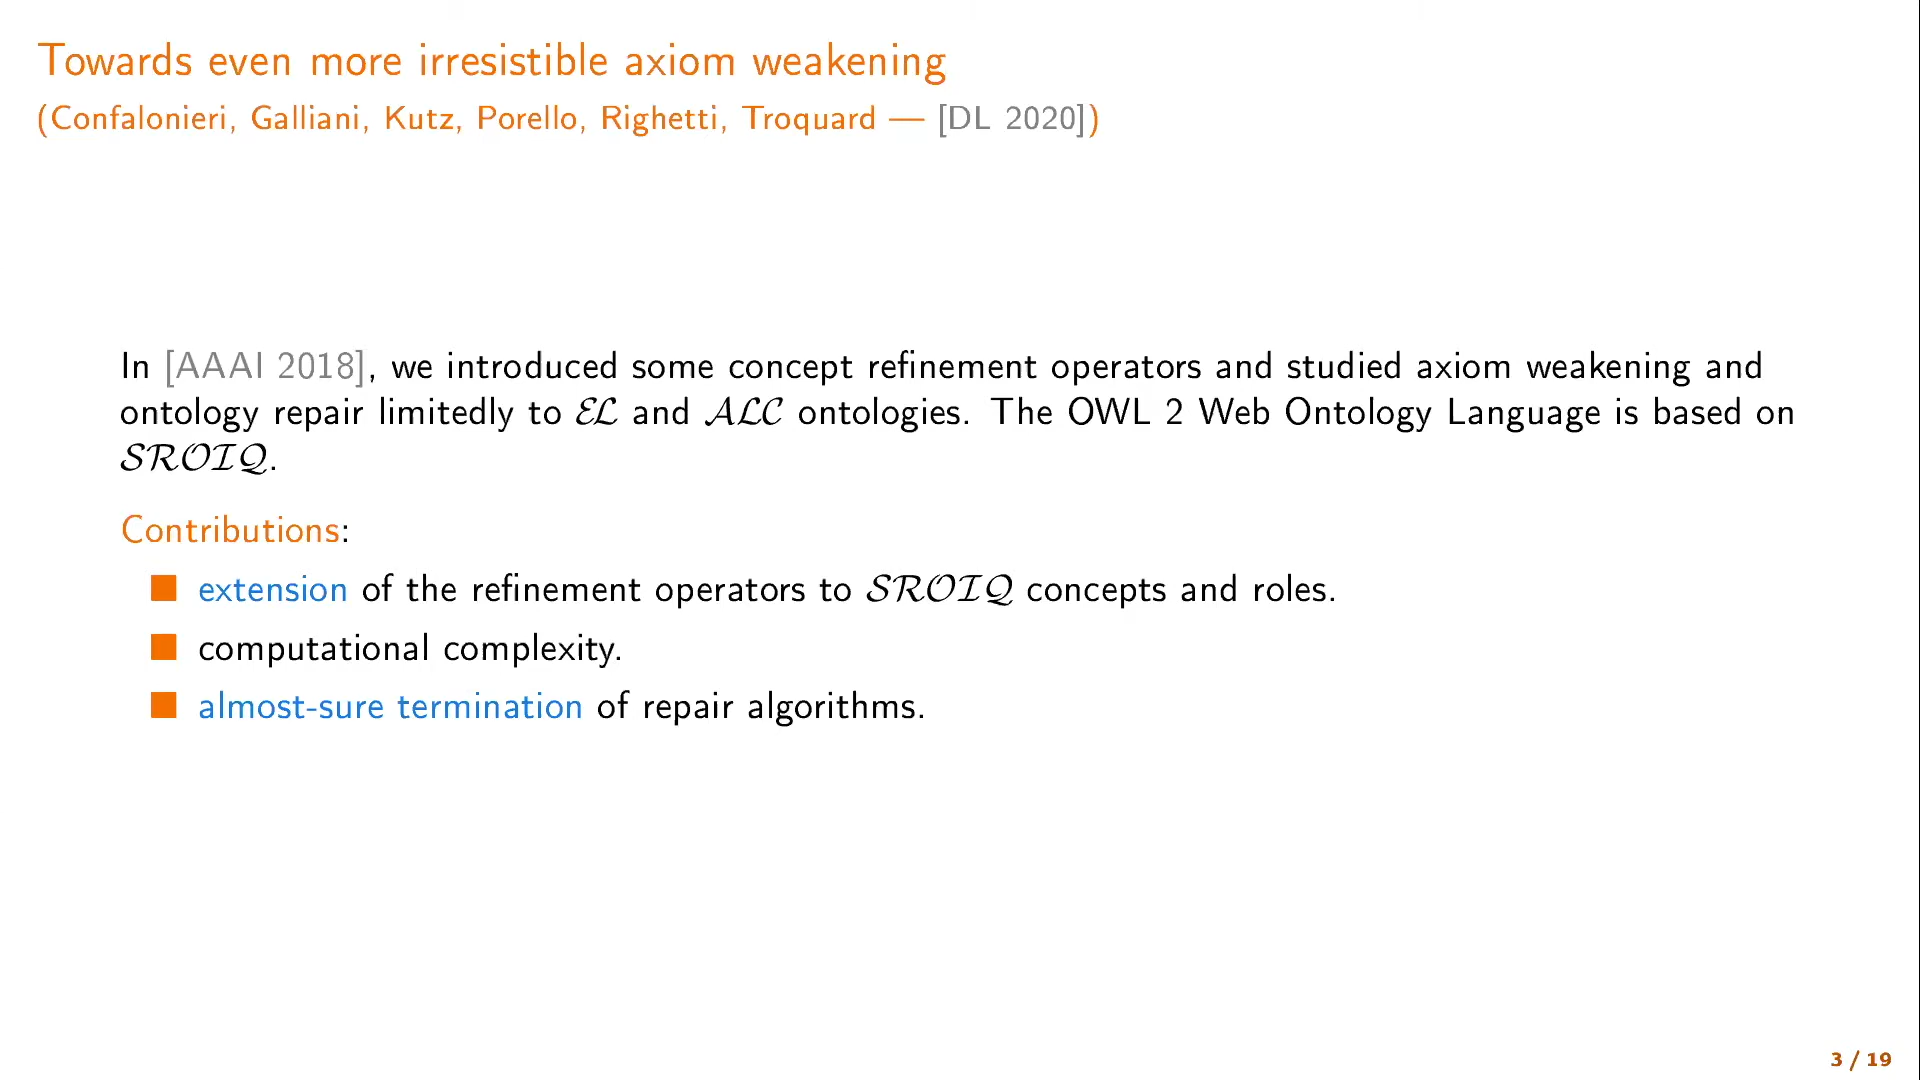 Towards even more irresistible axiom weakening
(Confalonieri, Galliani, Kutz, Porello, Righetti, Troquard — [DL 2020])
In [AAAI 2018], we introduced some concept refinement operators and studied axiom weakening and
ontology repair limitedly to ℰℒ and 𝒜ℒ𝒞 ontologies. The OWL 2 Web Ontology Language is based on
𝒮ℛ𝒪ℐ𝒬.
Contributions:
■ extension of the refinement operators to 𝒮ℛ𝒪ℐ𝒬 concepts and roles.
■ computational complexity.
■ almost-sure termination of repair algorithms.
3 / 19